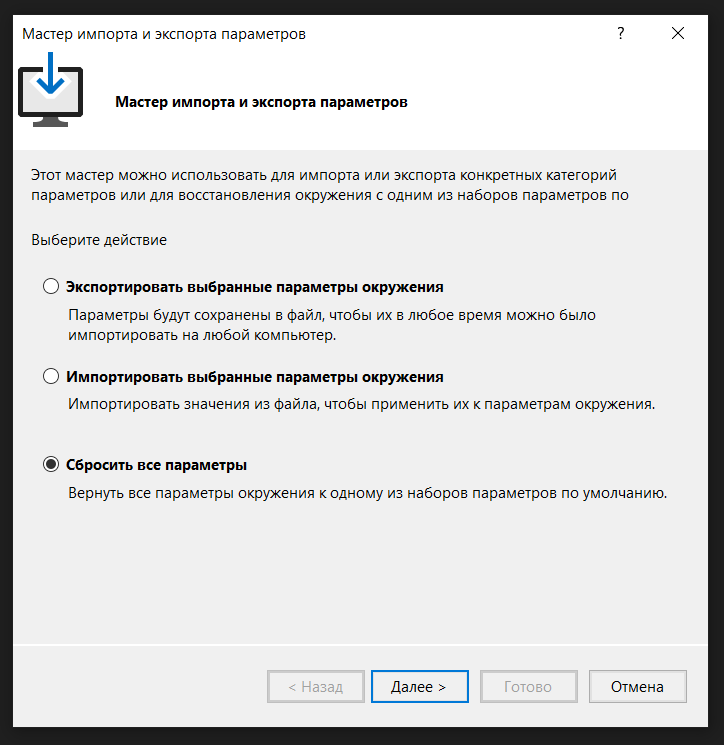 Мастер импорта и экспорта параметров
?
Мастер импорта и экспорта параметров
Этот мастер можно использовать для импорта или экспорта конкретных категорий
параметров или для восстановления окружения с одним из наборов параметров по
Выберите действие
Экспортировать выбранные параметры окружения
Параметры будут сохранены в файл, чтобы их в любое время можно было
импортировать на любой компьютер.
Импортировать выбранные параметры окружения
Импортировать значения из файла, чтобы применить их к параметрам окружения.
Сбросить все параметры
Вернуть все параметры окружения к одному из наборов параметров по умолчанию.
< Назад
Далее >
Готово
Отмена